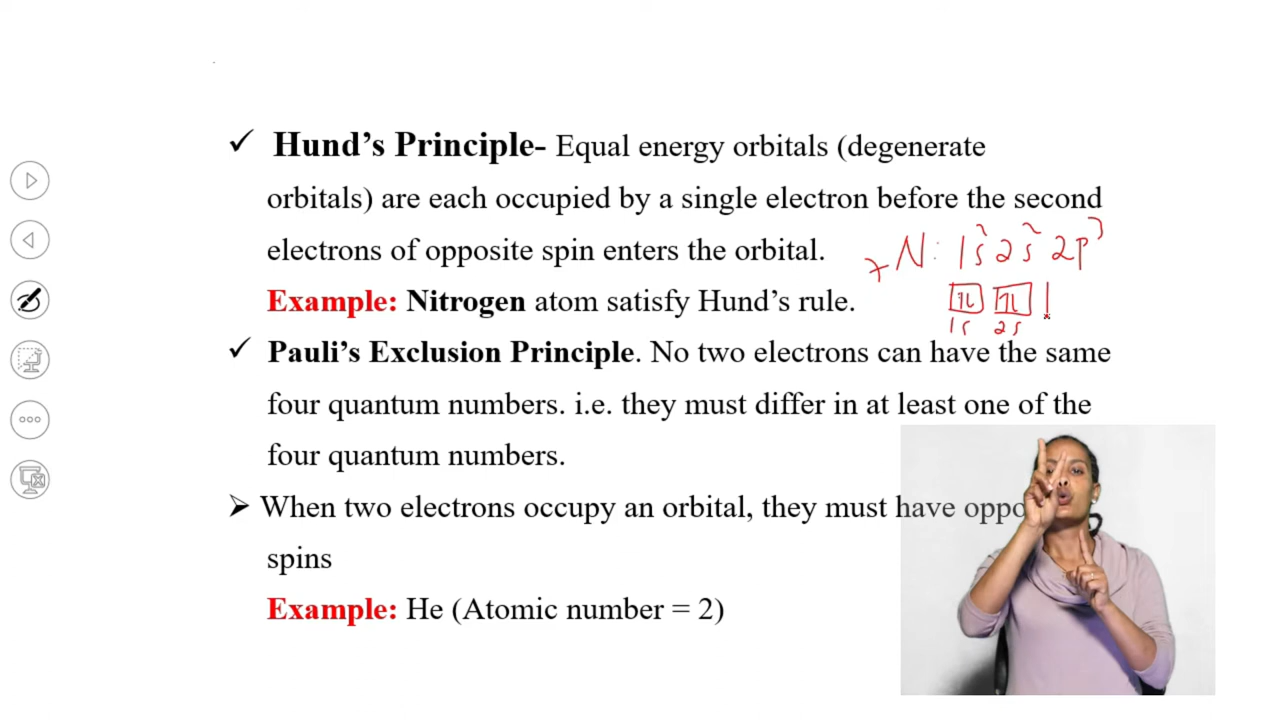 ✓ Hund's Principle- Equal energy orbitals (degenerate
orbitals) are each occupied by a single electron before the second
electrons of opposite spin enters the orbital.
₇N: 1s² 2s² 2p³
Example: Nitrogen atom satisfy Hund's rule.
1s 2s
✓ Pauli's Exclusion Principle. No two electrons can have the same
four quantum numbers. i.e. they must differ in at least one of the
four quantum numbers.
➢ When two electrons occupy an orbital, they must have oppo
spins
Example: He (Atomic number = 2)